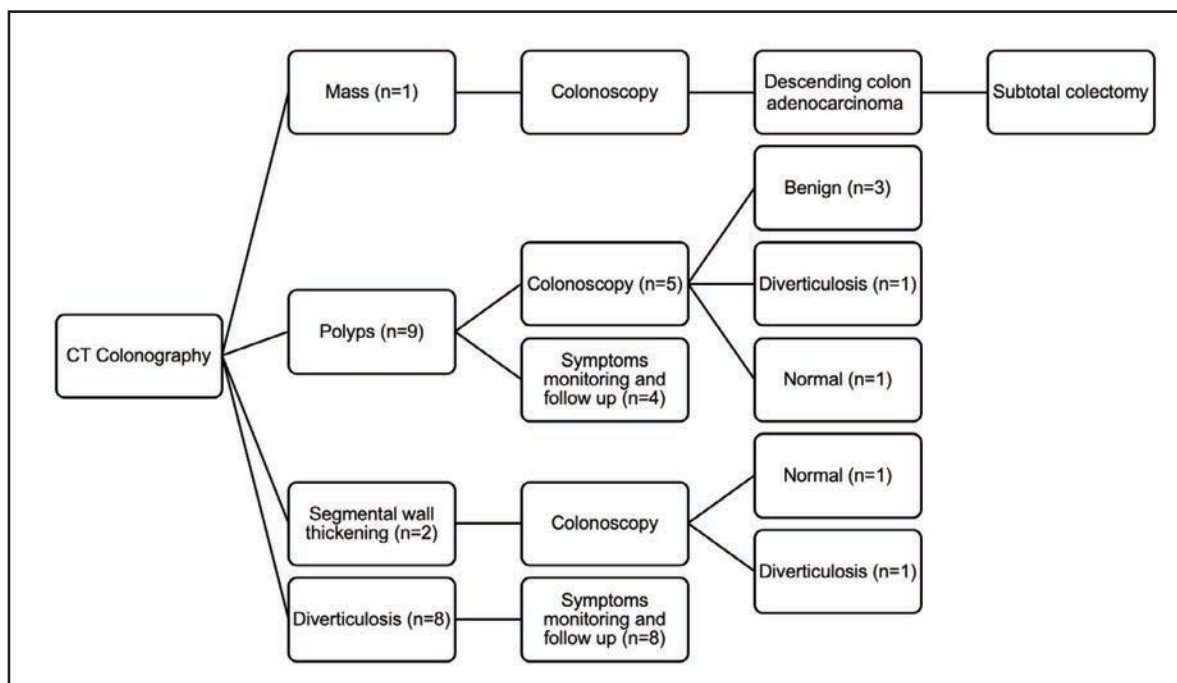 Mass (n=1)
Colonoscopy
Descending colon
adenocarcinoma
Subtotal colectomy
Benign (n=3)
Colonoscopy (n=5)
Diverticulosis (n=1)
CT Colonography
Polyps (n=9)
Symptoms
monitoring and
follow up (n=4)
Normal (n=1)
Segmental wall
thickening (n=2)
Colonoscopy
Normal (n=1)
Diverticulosis (n=1)
Diverticulosis (n=8)
Symptoms
monitoring and
follow up (n=8)